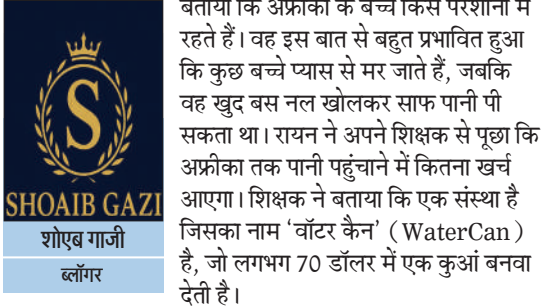 S
SHOAIB GAZI
शोएब गाजी
ब्लॉगर
बताया कि अफ्रीका के बच्चे किस परेशानी में
रहते हैं। वह इस बात से बहुत प्रभावित हुआ
कि कुछ बच्चे प्यास से मर जाते हैं, जबकि
वह खुद बस नल खोलकर साफ पानी पी
सकता था। रायन ने अपने शिक्षक से पूछा कि
अफ्रीका तक पानी पहुंचाने में कितना खर्च
आएगा। शिक्षक ने बताया कि एक संस्था है
जिसका नाम ‘वॉटर कैन’ ( WaterCan )
है, जो लगभग 70 डॉलर में एक कुआं बनवा
देती है।